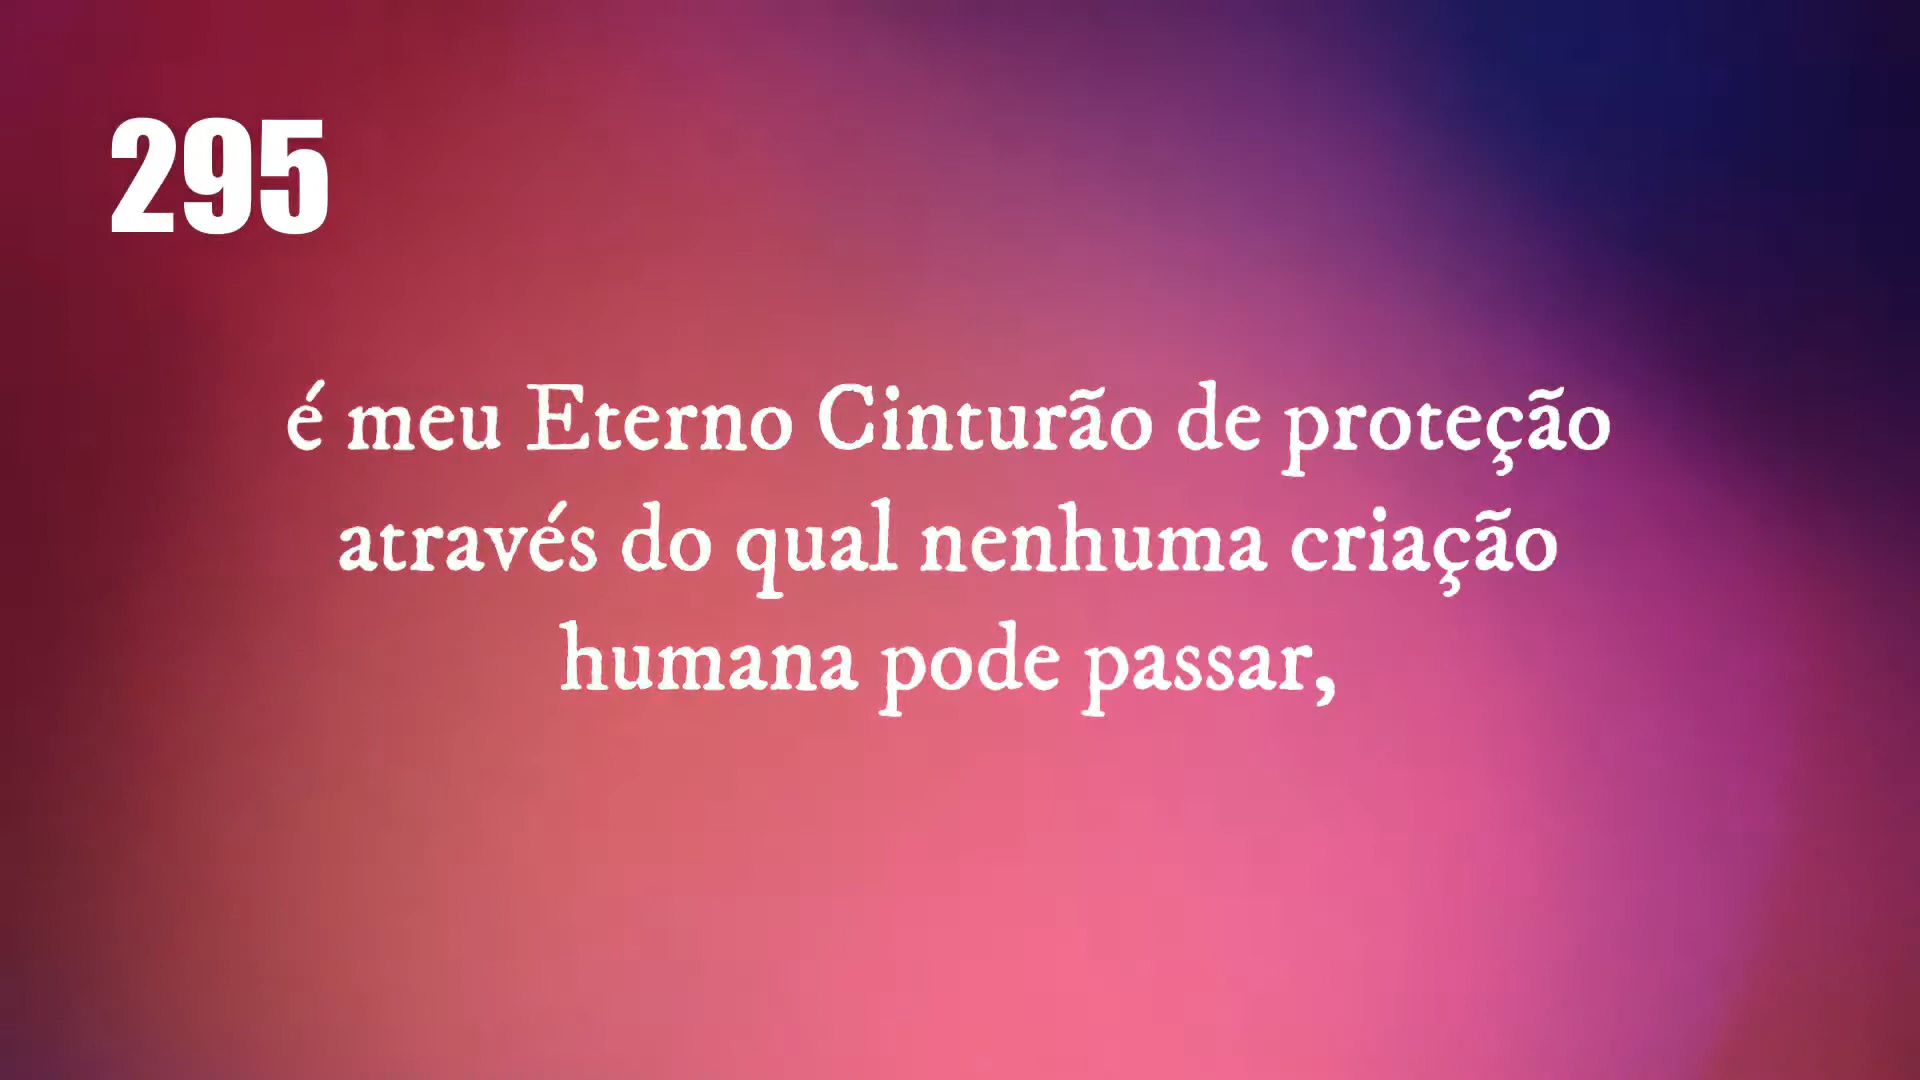 295
é meu Eterno Cinturão de proteção
através do qual nenhuma criação
humana pode passar,